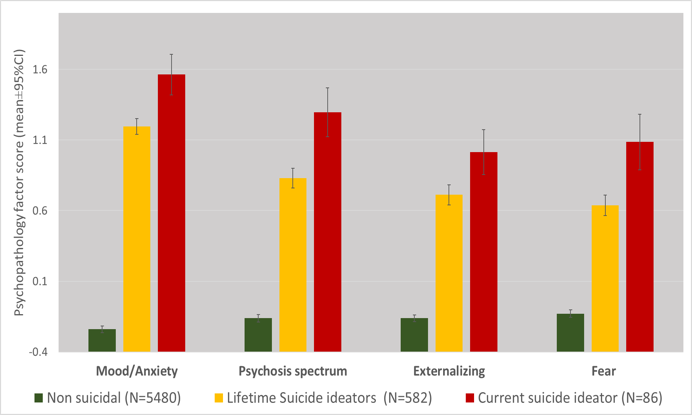 Psychopathology factor score (mean±95%CI)
1.6
1.1
0.6
0.1
-0.4
Mood/Anxiety Psychosis spectrum Externalizing Fear
Non suicidal (N=5480) Lifetime Suicide ideators (N=582) Current suicide ideator (N=86)